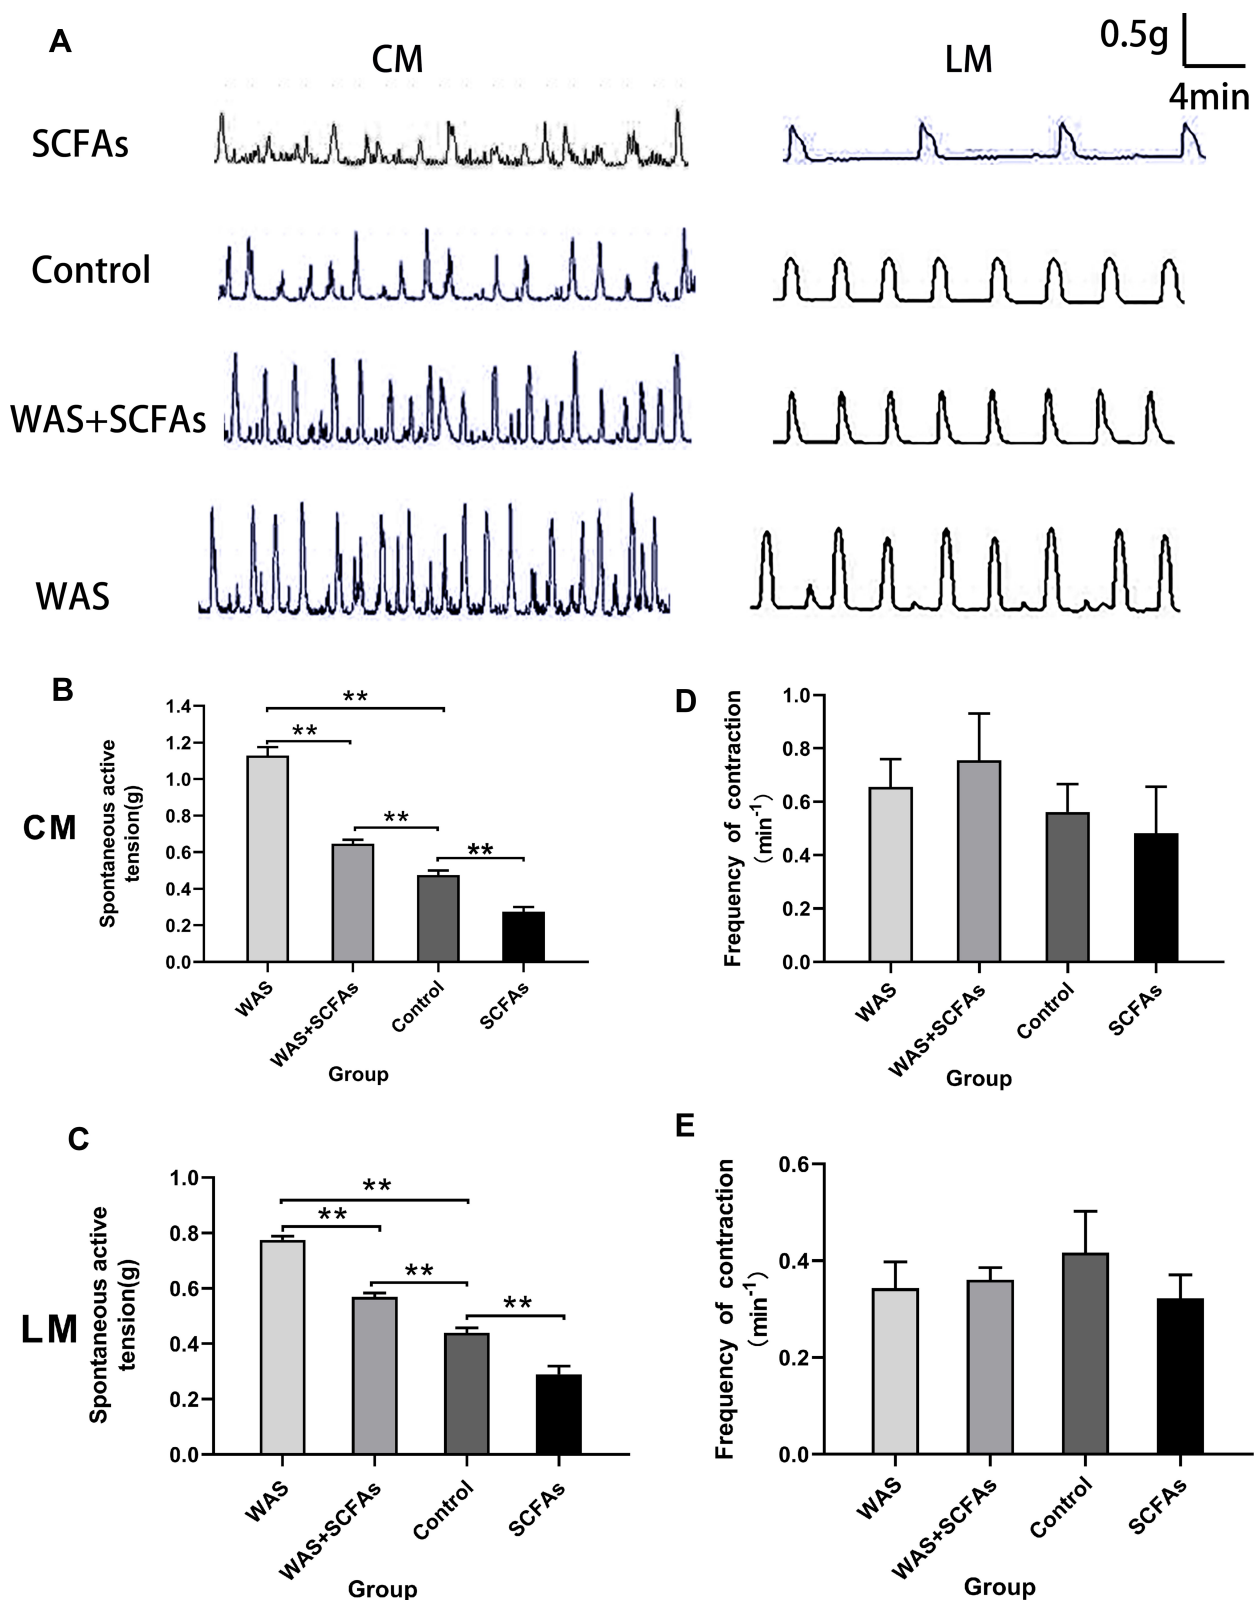 A
CM
LM
0.5g
4min
SCFAs
Control
WAS+SCFAs
WAS
B
CM
Spontaneous active
tension(g)
1.4
1.2
1.0
0.8
0.6
0.4
0.2
0.0
**
**
**
**
WAS
WAS+SCFAs
Control
SCFAs
Group
D
Frequency of contraction
(min-1)
1.0
0.8
0.6
0.4
0.2
0.0
WAS
WAS+SCFAs
Control
SCFAs
Group
C
LM
Spontaneous active
tension(g)
1.0
0.8
0.6
0.4
0.2
0.0
**
**
**
**
WAS
WAS+SCFAs
Control
SCFAs
Group
E
Frequency of contraction
(min-1)
0.6
0.4
0.2
0.0
WAS
WAS+SCFAs
Control
SCFAs
Group